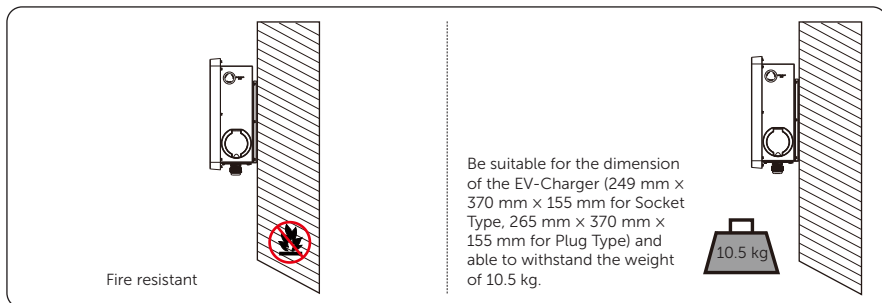 Fire resistant
Be suitable for the dimension
of the EV-Charger (249 mm ×
370 mm × 155 mm for Socket
Type, 265 mm × 370 mm ×
155 mm for Plug Type) and
able to withstand the weight
of 10.5 kg.
10.5 kg